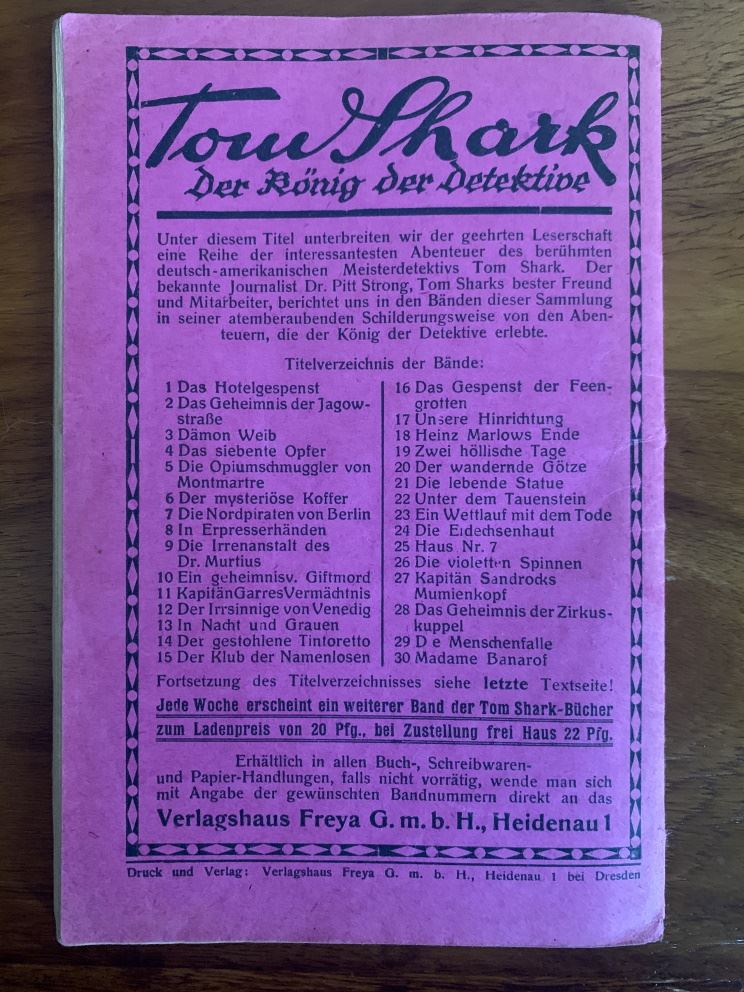 Tom Shark
Der König der Detektive
Unter diesem Titel unterbreiten wir der geehrten Leserschaft
eine Reihe der interessantesten Abenteuer des berühmten
deutsch-amerikanischen Meisterdetektivs Tom Shark. Der
bekannte Journalist Dr. Pitt Strong, Tom Sharks bester Freund
und Mitarbeiter, berichtet uns in den Bänden dieser Sammlung
in seiner atemberaubenden Schilderungsweise von den Aben-
teuern, die der König der Detektive erlebte.
Titelverzeichnis der Bände:
1 Das Hotelgespenst
2 Das Geheimnis der Jagow-
straße
3 Dämon Weib
4 Das siebente Opfer
5 Die Opiumschmuggler von
Montmartre
6 Der mysteriöse Koffer
7 Die Nordpiraten von Berlin
8 In Erpresserhänden
9 Die Irrenanstalt des
Dr. Murtius
10 Ein geheimnisv. Giftmord
11 Kapitän Garres Vermächtnis
12 Der Irrsinnige von Venedig
13 In Nacht und Grauen
14 Der gestohlene Tintoretto
15 Der Klub der Namenlosen
16 Das Gespenst der Feen-
grotten
17 Unsere Hinrichtung
18 Heinz Marlows Ende
19 Zwei höllische Tage
20 Der wandernde Götze
21 Die lebende Statue
22 Unter dem Tauenstein
23 Ein Wettlauf mit dem Tode
24 Die Eidechsenhaut
25 Haus Nr. 7
26 Die violetten Spinnen
27 Kapitän Sandrocks
Mumienkopf
28 Das Geheimnis der Zirkus-
kuppel
29 D e Menschenfalle
30 Madame Banarof
Fortsetzung des Titelverzeichnisses siehe letzte Textseite!
Jede Woche erscheint ein weiterer Band der Tom Shark-Bücher
zum Ladenpreis von 20 Pfg., bei Zustellung frei Haus 22 Pfg.
Erhältlich in allen Buch-, Schreibwaren-
und Papier-Handlungen, falls nicht vorrätig, wende man sich
mit Angabe der gewünschten Bandnummern direkt an das
Verlagshaus Freya G. m. b. H., Heidenau 1
Druck und Verlag: Verlagshaus Freya G. m. b. H., Heidenau 1 bei Dresden